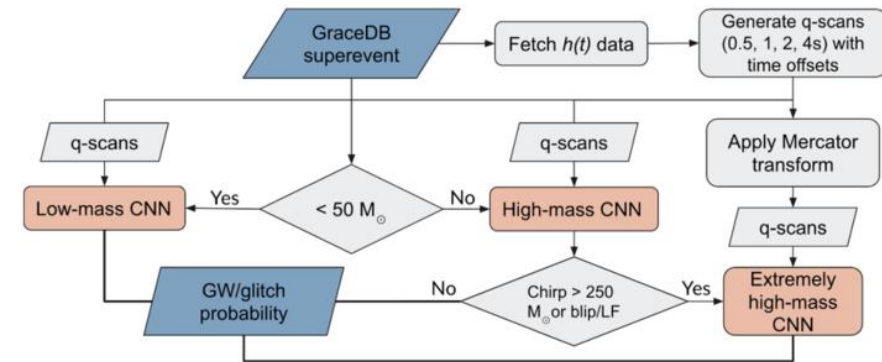 GraceDB
superevent
Fetch h(t) data
Generate q-scans
(0.5, 1, 2, 4s) with
time offsets
q-scans
q-scans
Apply Mercator
transform
Low-mass CNN
Yes
< 50 M☉
No
High-mass CNN
q-scans
GW/glitch
probability
No
Chirp > 250
M☉or blip/LF
Yes
Extremely
high-mass
CNN